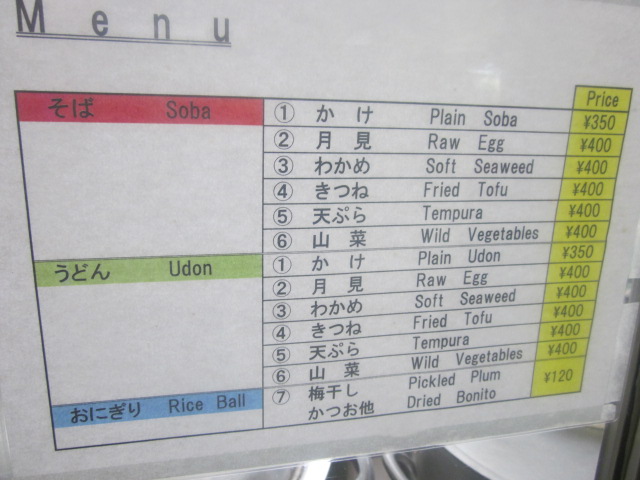 Menu
Price
そば Soba ① かけ Plain Soba ¥350
② 月見 Raw Egg ¥400
③ わかめ Soft Seaweed ¥400
④ きつね Fried Tofu ¥400
⑤ 天ぷら Tempura ¥400
⑥ 山菜 Wild Vegetables ¥400
うどん Udon ① かけ Plain Udon ¥350
② 月見 Raw Egg ¥400
③ わかめ Soft Seaweed ¥400
④ きつね Fried Tofu ¥400
⑤ 天ぷら Tempura ¥400
⑥ 山菜 Wild Vegetables ¥400
おにぎり Rice Ball ⑦ 梅干し Pickled Plum ¥120
かつお他 Dried Bonito